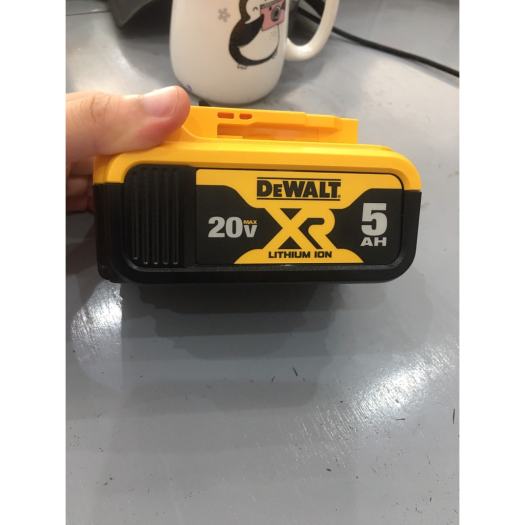 DEWALT
20V MAX
XR
LITHIUM ION
5
AH